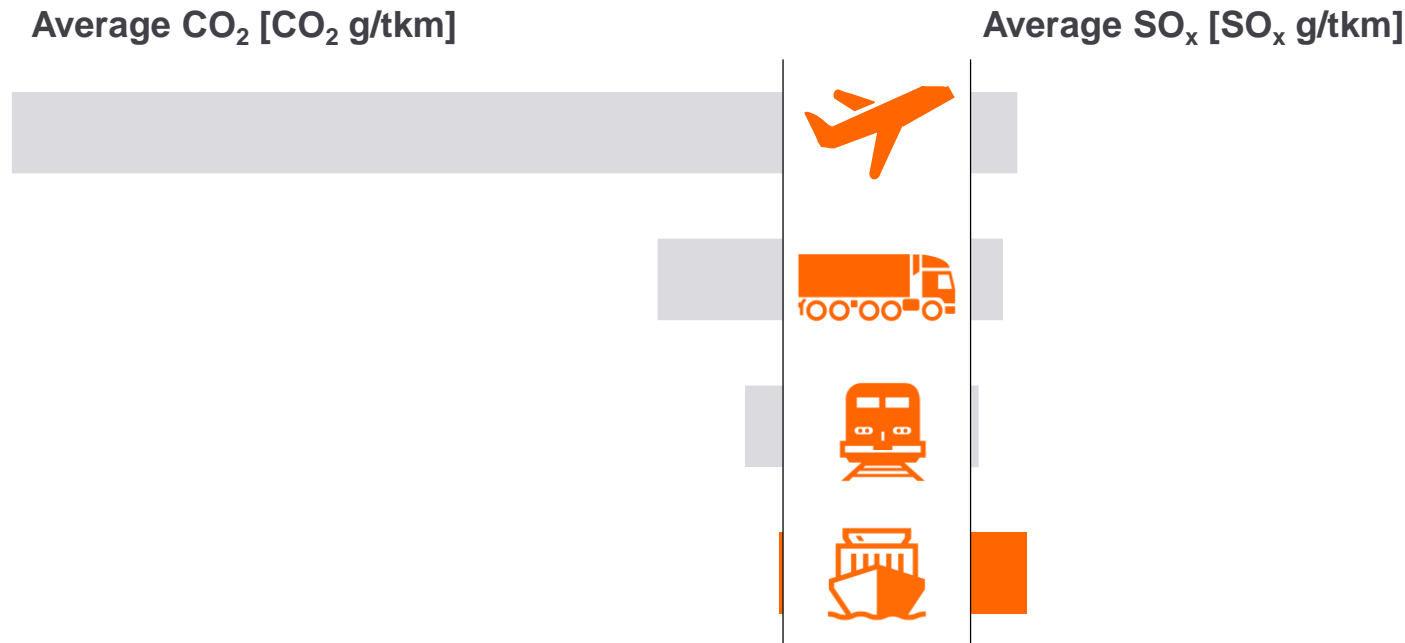 Average CO₂ [CO₂ g/tkm]
Average SOₓ [SOₓ g/tkm]